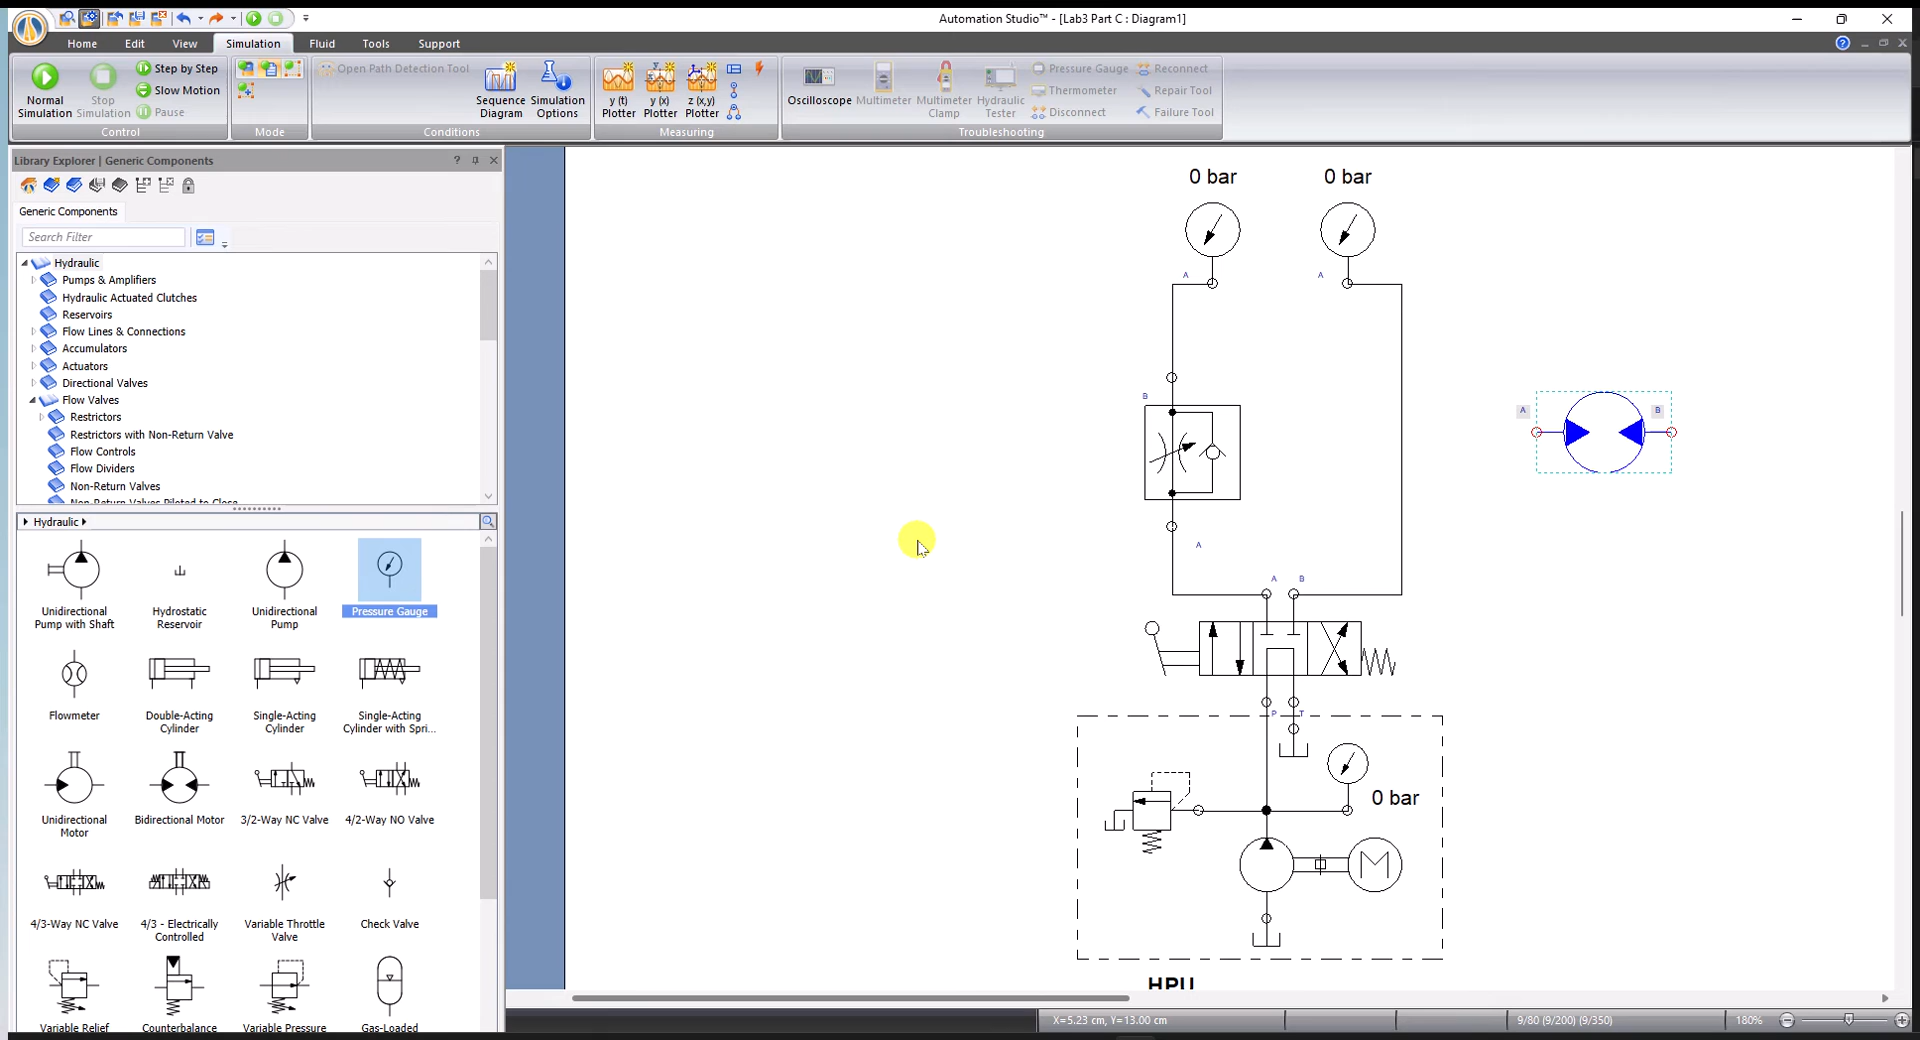 Automation Studio™ - [Lab3 Part C : Diagram1]
Home Edit View Simulation Fluid Tools Support
Normal Simulation
Stop Simulation
Step by Step
Slow Motion
Pause
Control
Mode
Open Path Detection Tool
Sequence Diagram
Simulation Options
Conditions
y (t) Plotter
y (x) Plotter
z (x,y) Plotter
Measuring
Oscilloscope
Multimeter
Multimeter Clamp
Hydraulic Tester
Pressure Gauge
Thermometer
Disconnect
Reconnect
Repair Tool
Failure Tool
Troubleshooting
Library Explorer | Generic Components
Generic Components
Search Filter
Hydraulic
Pumps & Amplifiers
Hydraulic Actuated Clutches
Reservoirs
Flow Lines & Connections
Accumulators
Actuators
Directional Valves
Flow Valves
Restrictors
Restrictors with Non-Return Valve
Flow Controls
Flow Dividers
Non-Return Valves
Non-Return Valves Piloted to Close
Hydraulic
Unidirectional Pump with Shaft
Hydrostatic Reservoir
Unidirectional Pump
Pressure Gauge
Flowmeter
Double-Acting Cylinder
Single-Acting Cylinder
Single-Acting Cylinder with Spri...
Unidirectional Motor
Bidirectional Motor
3/2-Way NC Valve
4/2-Way NO Valve
4/3-Way NC Valve
4/3 - Electrically Controlled
Variable Throttle Valve
Check Valve
Variable Relief
Counterbalance
Variable Pressure
Gas-Loaded
0 bar 0 bar
A A
B
A B
A
A B
P T
0 bar
M
HPU
X=5.23 cm, Y=13.00 cm
9/80 (9/200) (9/350)
180%